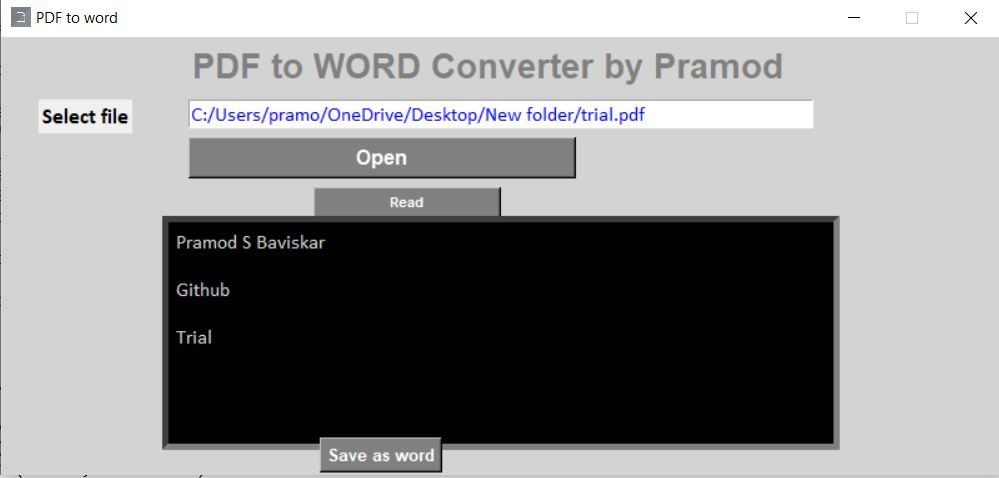 PDF to word
PDF to WORD Converter by Pramod
Select file
C:/Users/pramo/OneDrive/Desktop/New folder/trial.pdf
Open
Read
Pramod S Baviskar
Github
Trial
Save as word